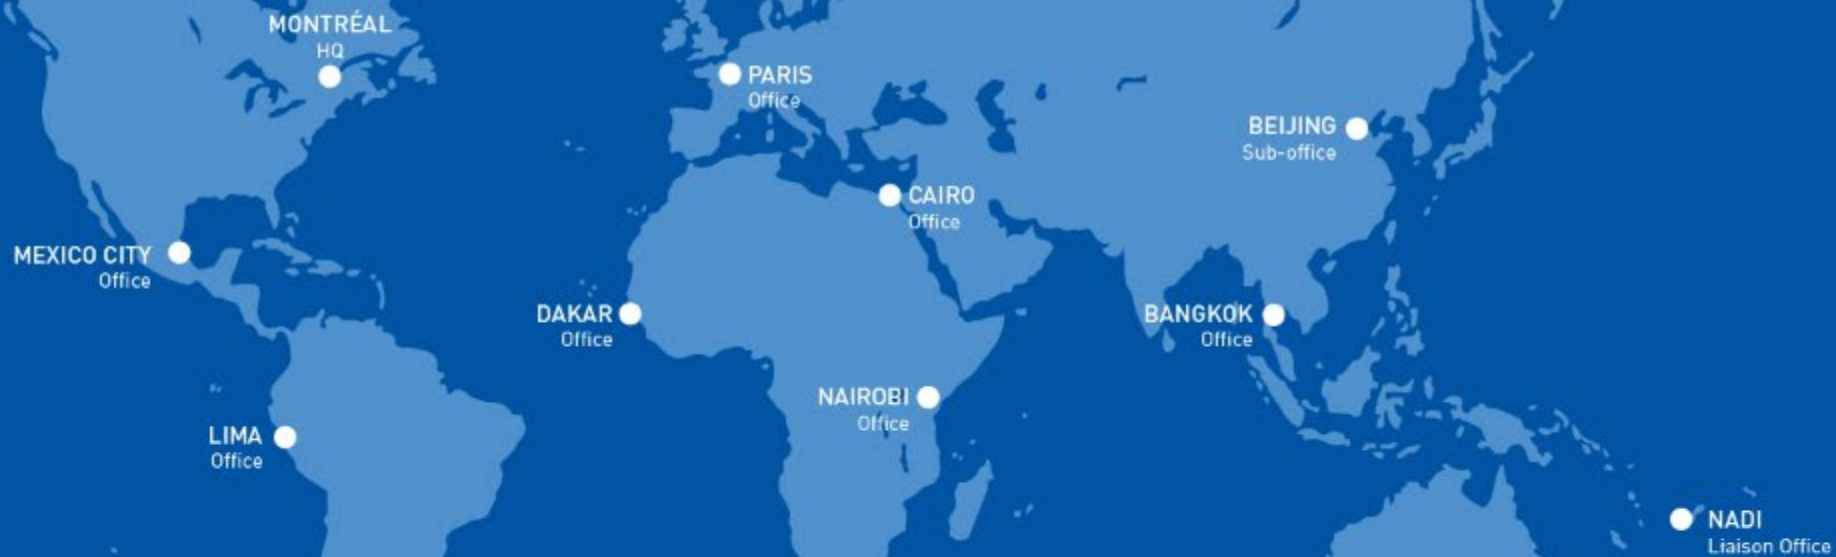 MONTRÉAL
HQ
PARIS
Office
BEIJING
Sub-office
CAIRO
Office
MEXICO CITY
Office
DAKAR
Office
BANGKOK
Office
NAIROBI
Office
LIMA
Office
NADI
Liaison Office